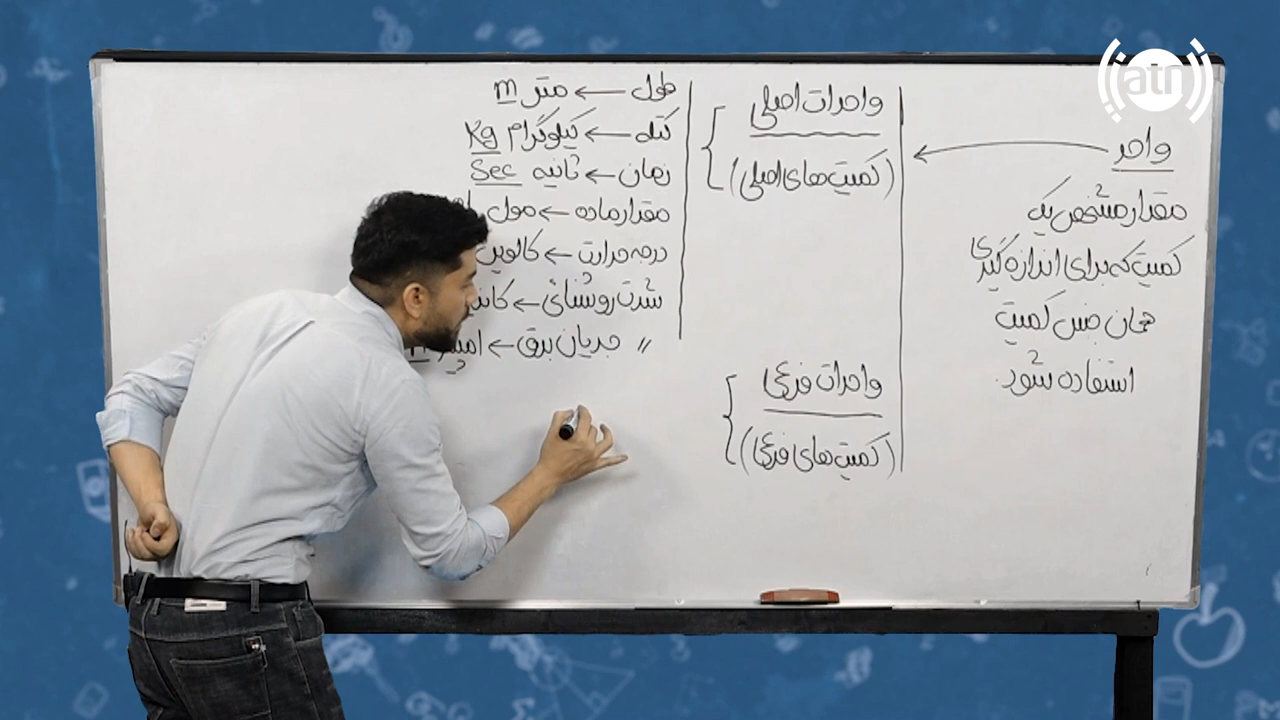 واحد
مقدار مشخص یک
کمیت که برای اندازه گیری
همان جنس کمیت
استفاده شود.
واحدات اصلی
(کمیت های اصلی)
واحدات فرعی
(کمیت های فرعی)
طول ← متر m
کتله ← کیلوگرام Kg
زمان ← ثانیه Sec
مقدار ماده ← مول
درجه حرارت ← کالوین
شدت روشنائی ←
〃 جریان برق ← امپیر
atn